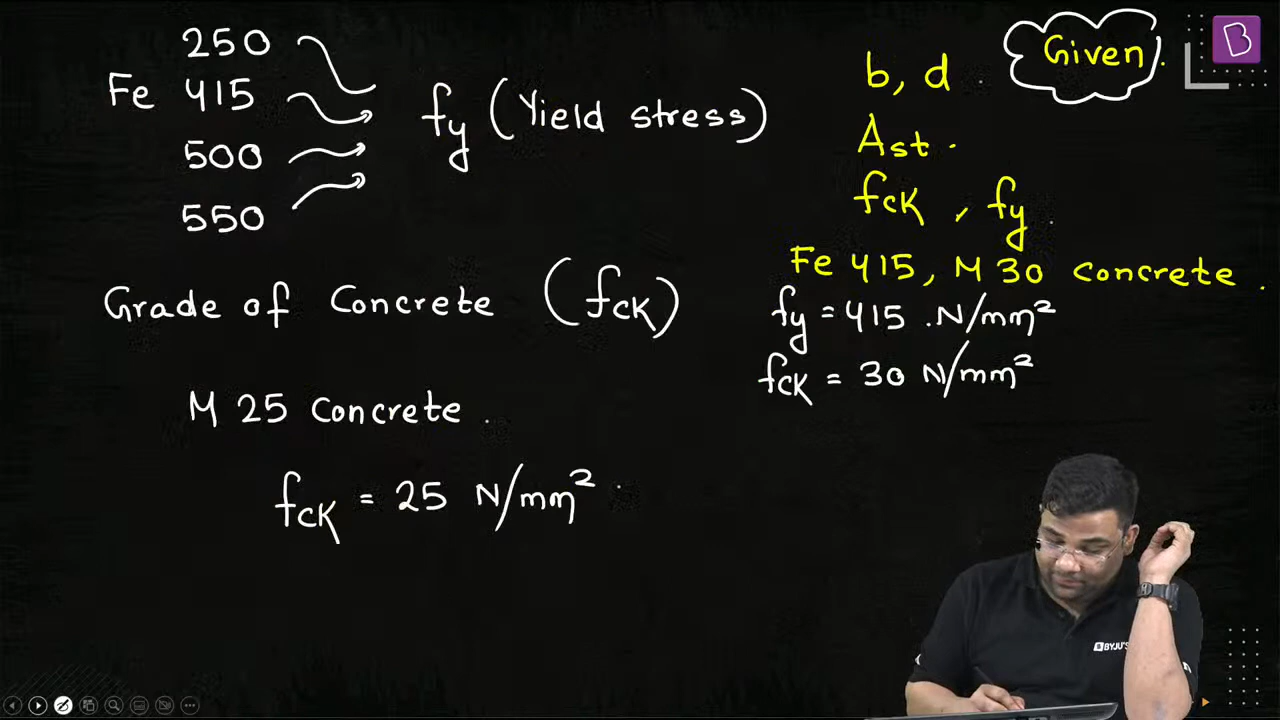 250
Fe 415
500
550
fy (Yield stress)
Grade of Concrete (fck)
M 25 Concrete.
fck = 25 N/mm²
Given.
b, d
Ast.
fck, fy
Fe 415, M 30 concrete.
fy = 415 .N/mm²
fck = 30 N/mm²
B
BYJU'S